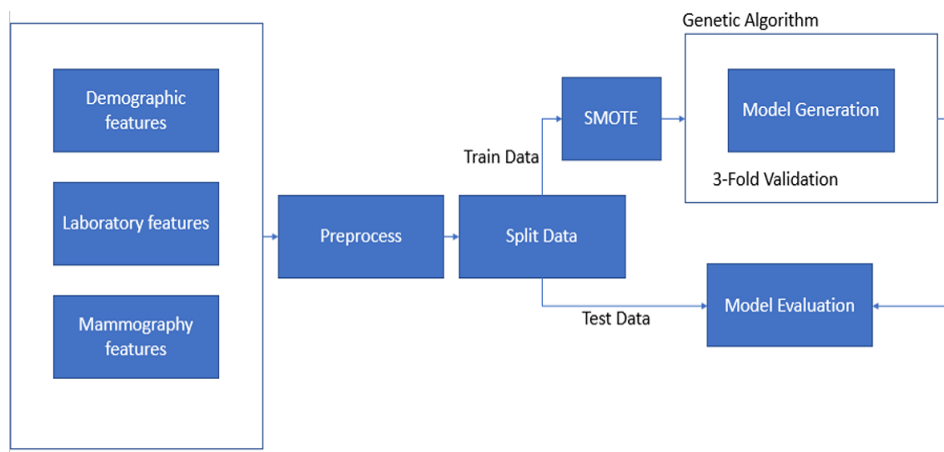 Genetic Algorithm
Demographic
features
Laboratory features
Mammography
features
Preprocess
Split Data
Train Data
SMOTE
Model Generation
3-Fold Validation
Test Data
Model Evaluation